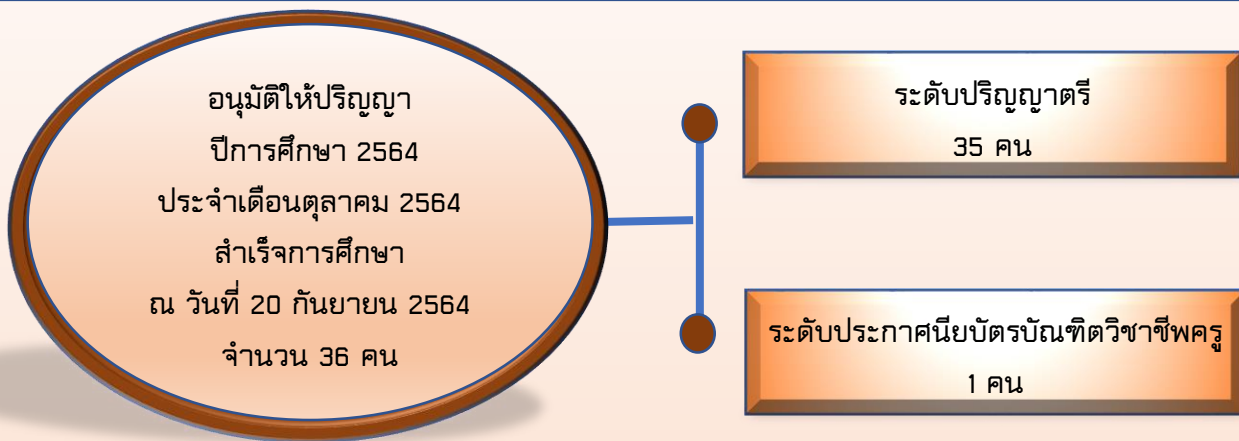 อนุมัติให้ปริญญา
ปีการศึกษา 2564
ประจำเดือนตุลาคม 2564
สำเร็จการศึกษา
ณ วันที่ 20 กันยายน 2564
จำนวน 36 คน
ระดับปริญญาตรี
35 คน
ระดับประกาศนียบัตรบัณฑิตวิชาชีพครู
1 คน